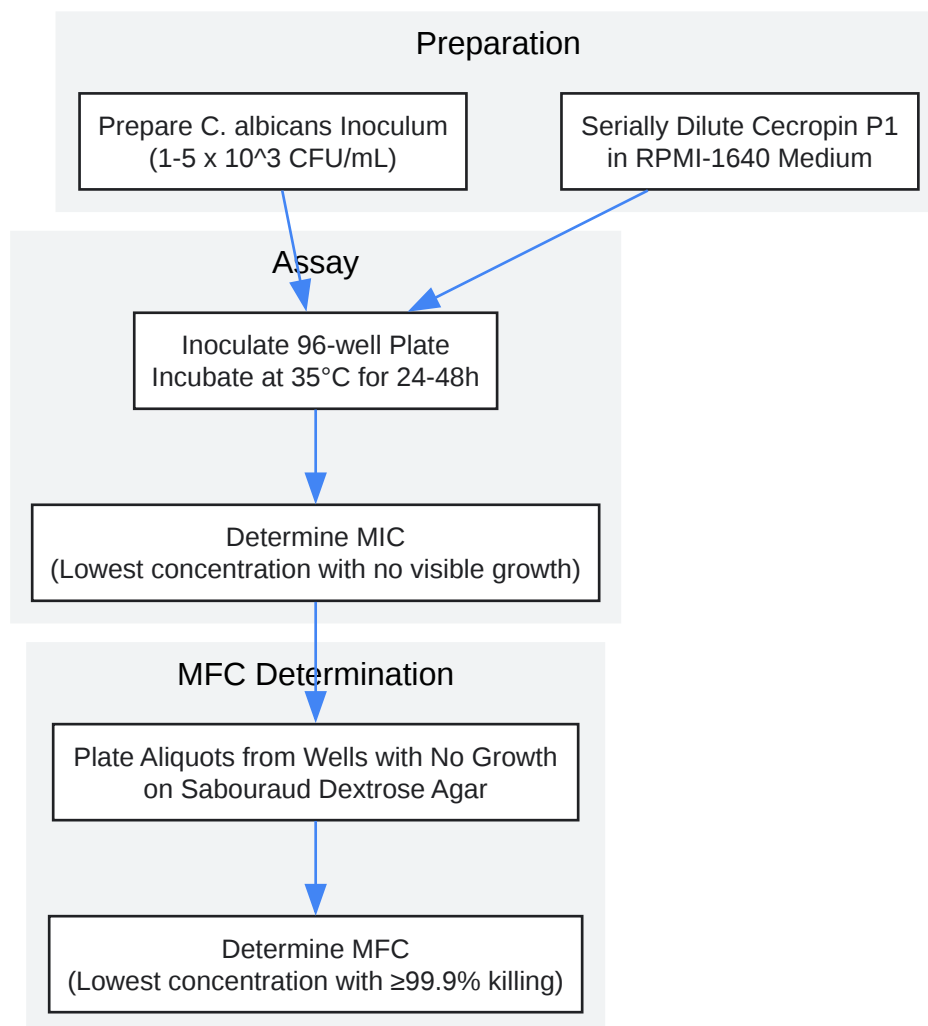 Preparation
Prepare C. albicans Inoculum
(1-5 x 10^3 CFU/mL)
Serially Dilute Cecropin P1
in RPMI-1640 Medium
Assay
Inoculate 96-well Plate
Incubate at 35°C for 24-48h
Determine MIC
(Lowest concentration with no visible growth)
MFC Determination
Plate Aliquots from Wells with No Growth
on Sabouraud Dextrose Agar
Determine MFC
(Lowest concentration with ≥99.9% killing)